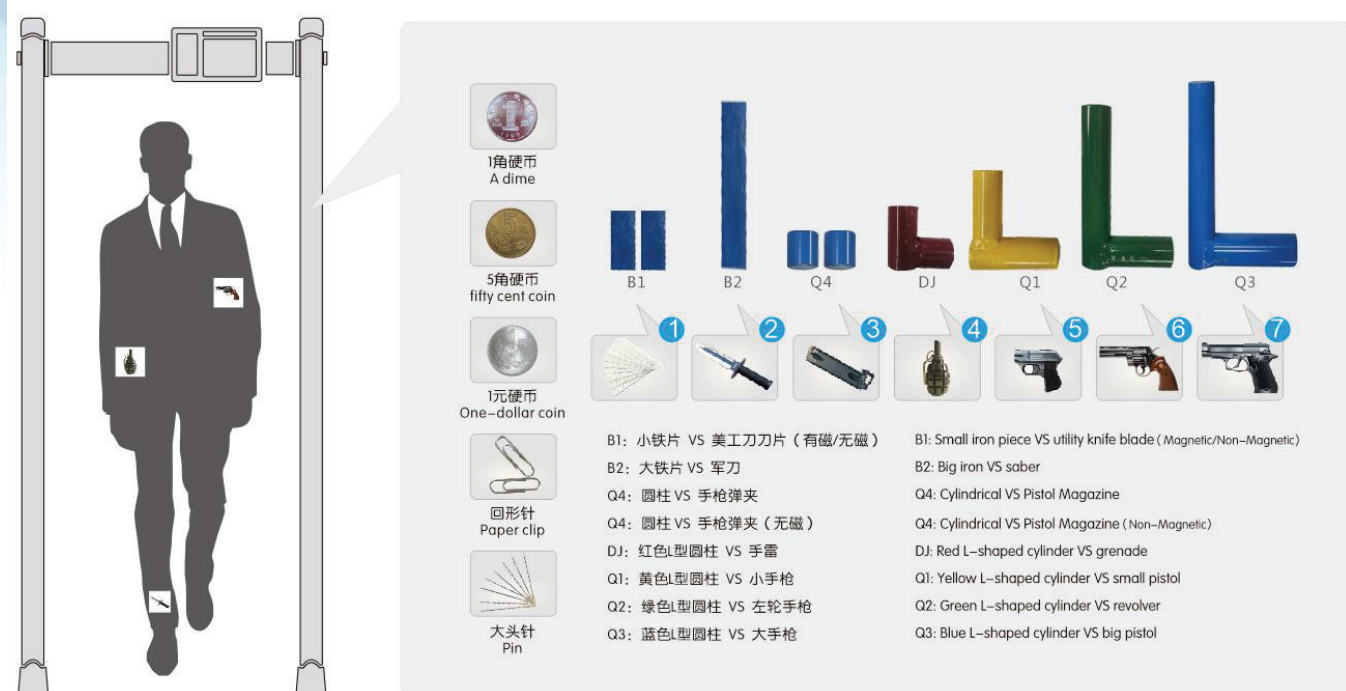 1角硬币
A dime
5角硬币
fifty cent coin
1元硬币
One-dollar coin
回形针
Paper clip
大头针
Pin
B1
B2
Q4
DJ
Q1
Q2
Q3
1
2
3
4
5
6
7
B1: 小铁片 VS 美工刀刀片（有磁/无磁）
B2: 大铁片 VS 军刀
Q4: 圆柱 VS 手枪弹夹
Q4: 圆柱 VS 手枪弹夹（无磁）
DJ: 红色L型圆柱 VS 手雷
Q1: 黄色L型圆柱 VS 小手枪
Q2: 绿色L型圆柱 VS 左轮手枪
Q3: 蓝色L型圆柱 VS 大手枪
B1: Small iron piece VS utility knife blade (Magnetic/Non-Magnetic)
B2: Big iron VS saber
Q4: Cylindrical VS Pistol Magazine
Q4: Cylindrical VS Pistol Magazine (Non-Magnetic)
DJ: Red L-shaped cylinder VS grenade
Q1: Yellow L-shaped cylinder VS small pistol
Q2: Green L-shaped cylinder VS revolver
Q3: Blue L-shaped cylinder VS big pistol